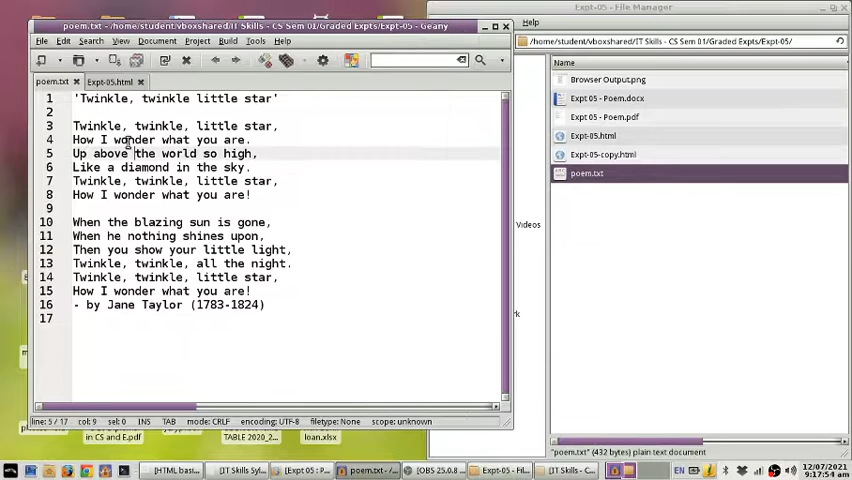 poem.txt - /home/student/vboxshared/IT Skills - CS Sem 01/Graded Expts/Expt-05 - Geany
File Edit Search View Document Project Build Tools Help
poem.txt Expt-05.html
1 'Twinkle, twinkle little star'
2
3 Twinkle, twinkle, little star,
4 How I wonder what you are.
5 Up above the world so high,
6 Like a diamond in the sky.
7 Twinkle, twinkle, little star,
8 How I wonder what you are!
9
10 When the blazing sun is gone,
11 When he nothing shines upon,
12 Then you show your little light,
13 Twinkle, twinkle, all the night.
14 Twinkle, twinkle, little star,
15 How I wonder what you are!
16 - by Jane Taylor (1783-1824)
17
line: 5 / 17 col: 9 sel: 0 INS TAB mode: CRLF encoding: UTF-8 filetype: None scope: unknown
Expt-05 - File Manager
Help
/home/student/vboxshared/IT Skills - CS Sem 01/Graded Expts/Expt-05/
Name
Browser Output.png
Expt 05 - Poem.docx
Expt 05 - Poem.pdf
Expt-05.html
Expt-05-copy.html
poem.txt
Videos
"poem.txt" (432 bytes) plain text document
in CS and E.pdf
TABLE 2020_2...
loan.xlsx
[HTML basi...
[IT Skills Syl...
[Expt 05 : P...
poem.txt - /...
[OBS 25.0.8 ...
Expt-05 - Fil...
[IT Skills - C...
EN
12/07/2021
9:17:54 am